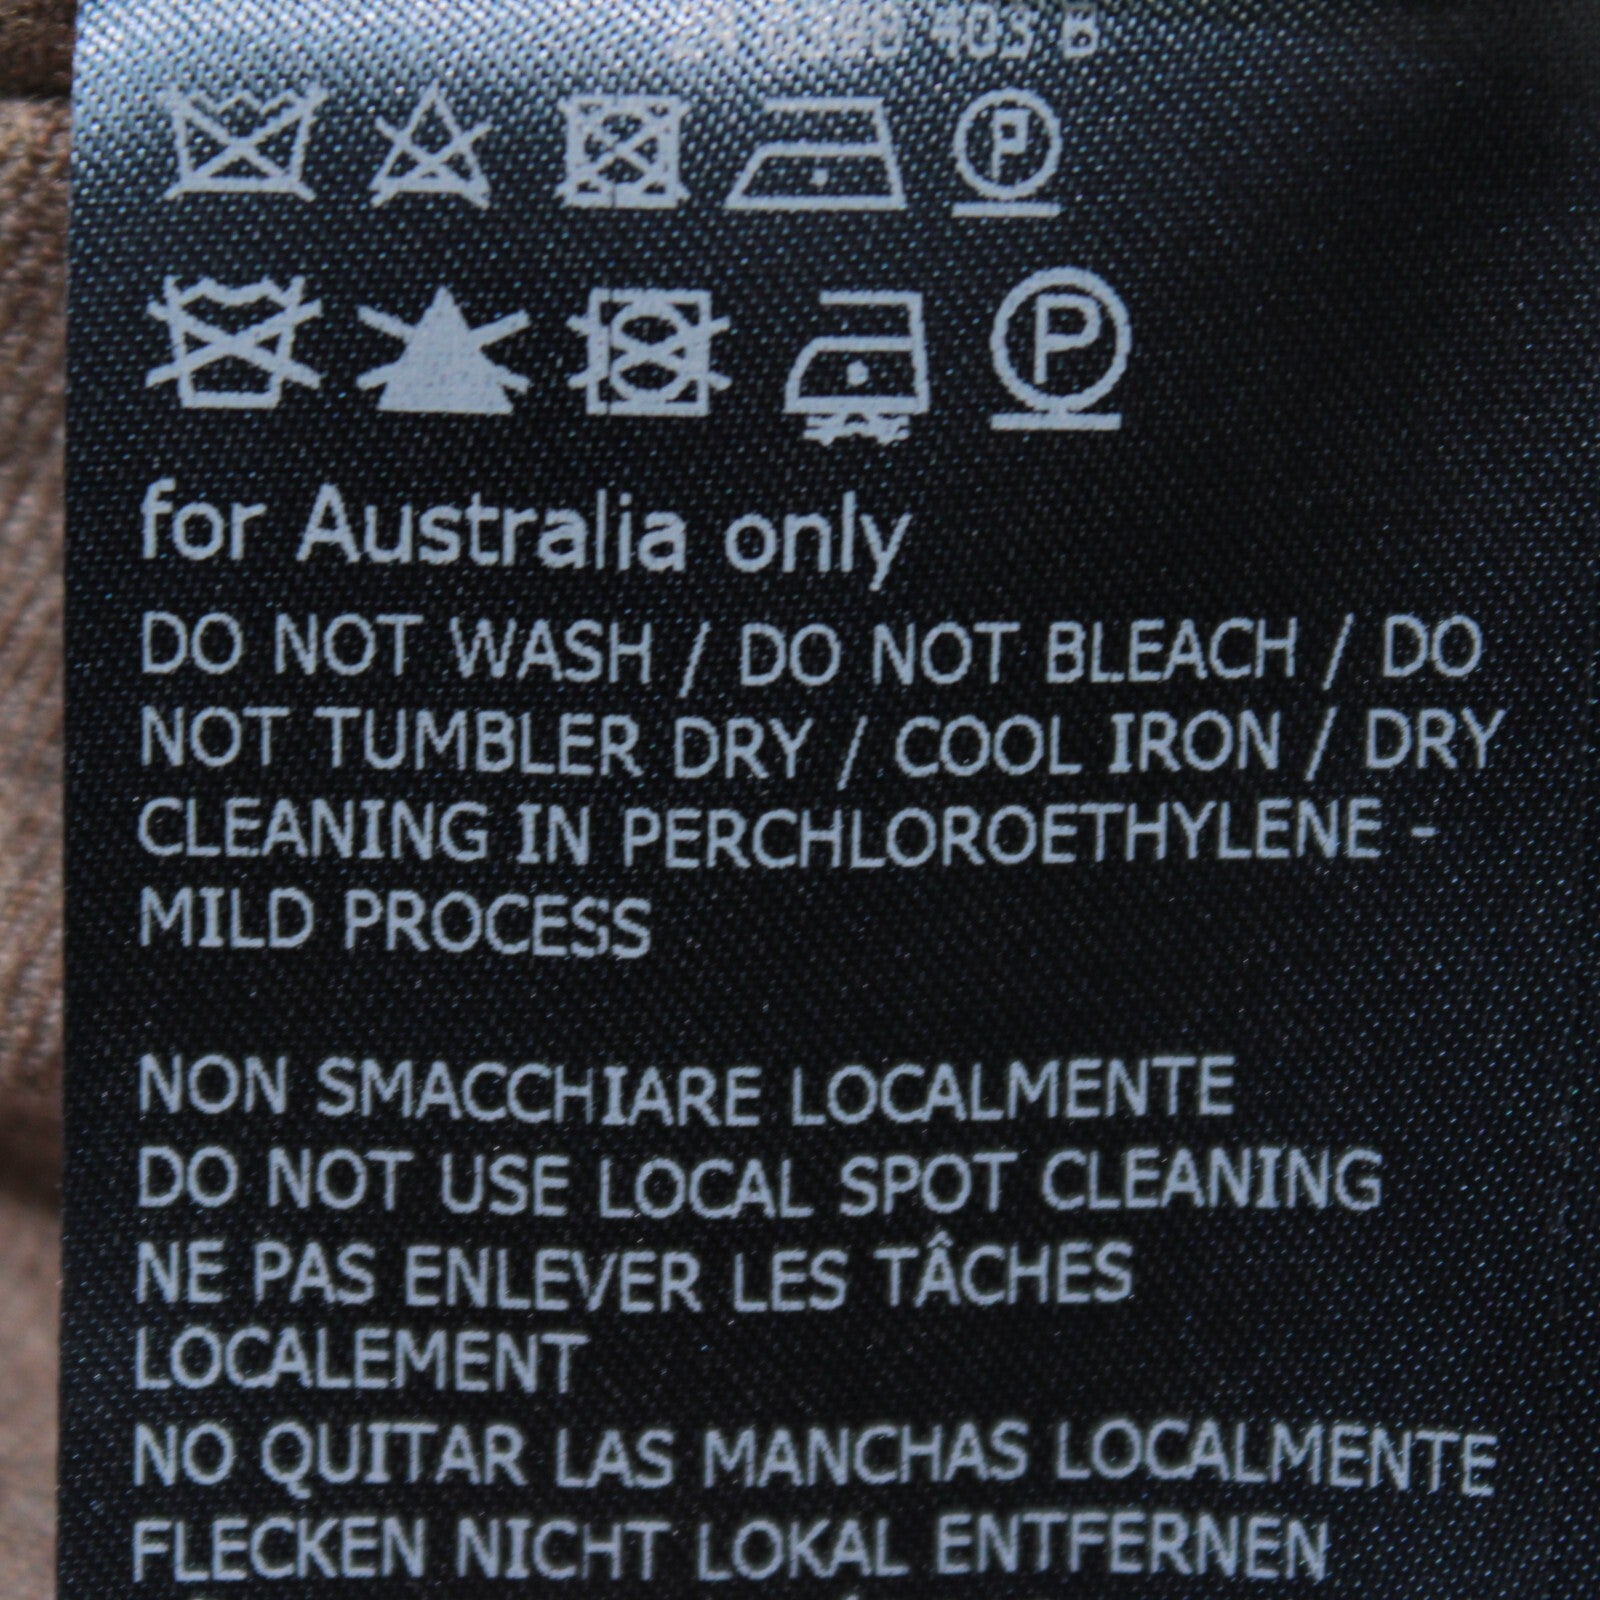 403 B
P
P
for Australia only
DO NOT WASH / DO NOT BLEACH / DO
NOT TUMBLER DRY / COOL IRON / DRY
CLEANING IN PERCHLOROETHYLENE -
MILD PROCESS
NON SMACCHIARE LOCALMENTE
DO NOT USE LOCAL SPOT CLEANING
NE PAS ENLEVER LES TÂCHES
LOCALEMENT
NO QUITAR LAS MANCHAS LOCALMENTE
FLECKEN NICHT LOKAL ENTFERNEN